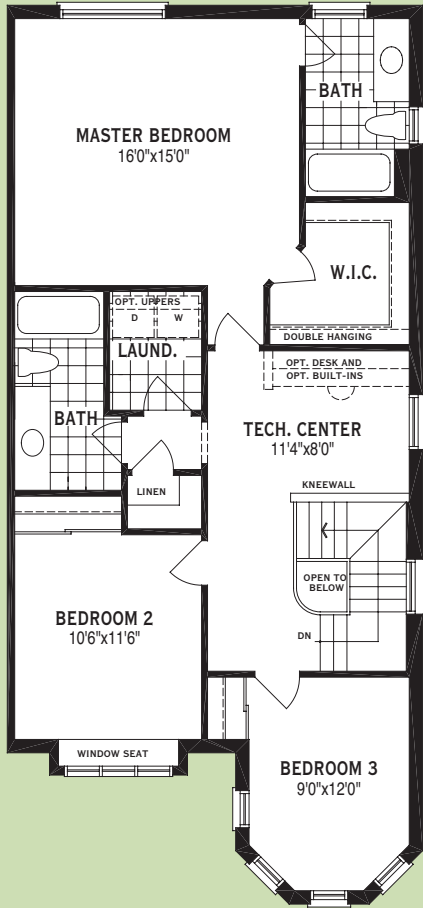 BATH
MASTER BEDROOM
16'0"x15'0"
W.I.C.
DOUBLE HANGING
OPT. UPPERS
D W
LAUND.
OPT. DESK AND
OPT. BUILT-INS
BATH
TECH. CENTER
11'4"x8'0"
LINEN
KNEEWALL
OPEN TO
BELOW
DN
BEDROOM 2
10'6"x11'6"
WINDOW SEAT
BEDROOM 3
9'0"x12'0"